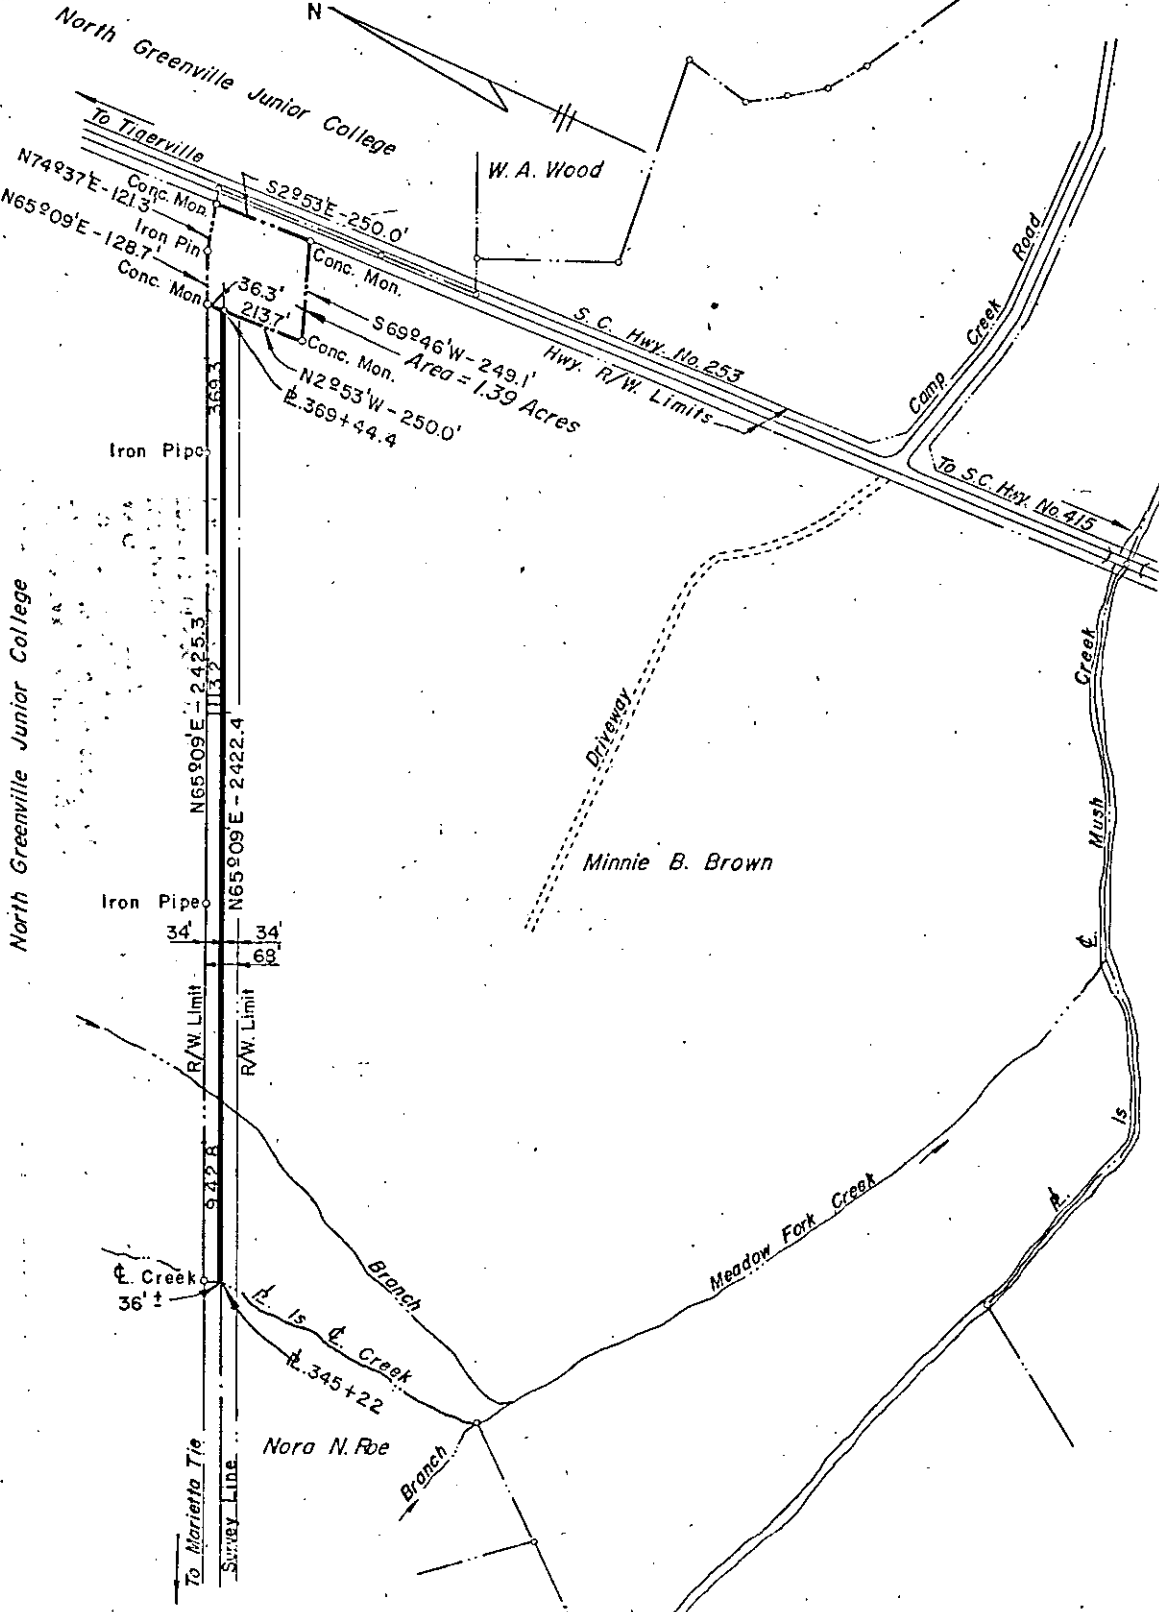 N
North Greenville Junior College
To Tigerville
W. A. Wood
N74°37'E-121.3'
Conc. Mon.
S2°53'E-250.0'
N65°09'E-128.7'
Iron Pin
Conc. Mon.
Conc. Mon.
36.3'
213.7'
S69°46'W-249.1'
Conc. Mon.
Area = 1.39 Acres
N2°53'W-250.0'
℄.369+44.4
S. C. Hwy. No. 253
Hwy. R/W. Limits
Camp Creek Road
To S.C. Hwy. No. 415
369.3
Iron Pipe
North Greenville Junior College
N65°09'E-2425.3'
1113.2
N65°09'E-2422.4'
Driveway
Minnie B. Brown
Mush Creek
Iron Pipe
34'
34'
68'
R/W. Limit
R/W. Limit
℄
Is
℄.
942.8'
Branch
Meadow Fork Creek
℄ Creek
36'±
℄. Is ℄ Creek
℄.345+22
Nora N. Roe
Branch
To Marietta Tie
Survey Line